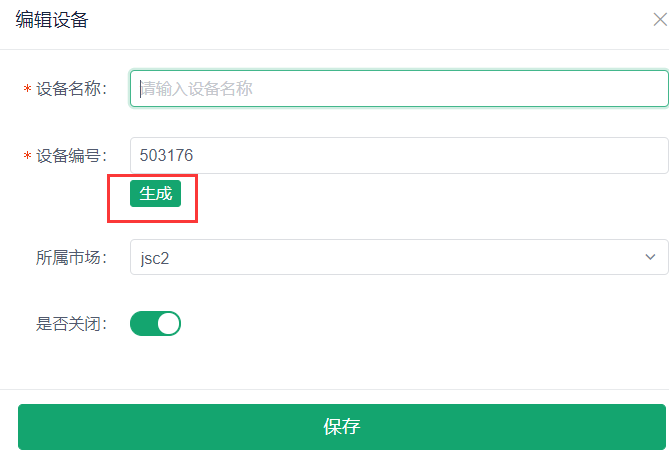 编辑设备
* 设备名称： 请输入设备名称
* 设备编号： 503176
生成
所属市场： jsc2
是否关闭：
保存